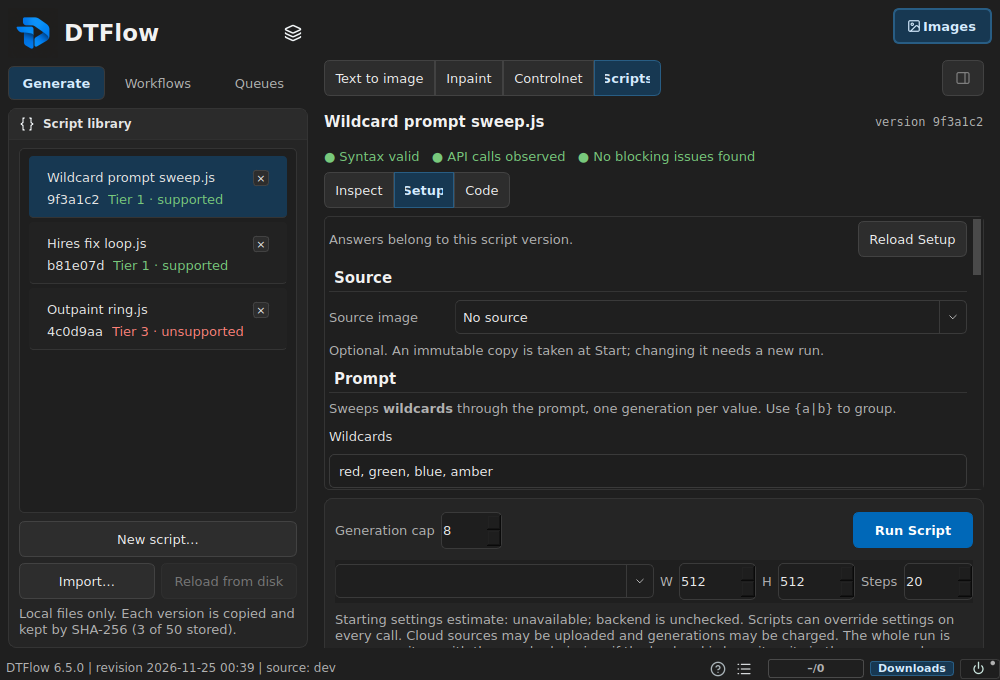 DTFlow
Images
Generate
Workflows
Queues
Text to image
Inpaint
Controlnet
Scripts
{} Script library
Wildcard prompt sweep.js
9f3a1c2 Tier 1 · supported
Hires fix loop.js
b81e07d Tier 1 · supported
Outpaint ring.js
4c0d9aa Tier 3 · unsupported
New script…
Import…
Reload from disk
Local files only. Each version is copied and
kept by SHA-256 (3 of 50 stored).
Wildcard prompt sweep.js
version 9f3a1c2
Syntax valid
API calls observed
No blocking issues found
Inspect
Setup
Code
Answers belong to this script version.
Reload Setup
Source
Source image
No source
Optional. An immutable copy is taken at Start; changing it needs a new run.
Prompt
Sweeps wildcards through the prompt, one generation per value. Use {a|b} to group.
Wildcards
red, green, blue, amber
Generation cap 8
Run Script
W 512 H 512 Steps 20
Starting settings estimate: unavailable; backend is unchecked. Scripts can override settings on
every call. Cloud sources may be uploaded and generations may be charged. The whole run is
DTFlow 6.5.0 | revision 2026-11-25 00:39 | source: dev
–/0
Downloads